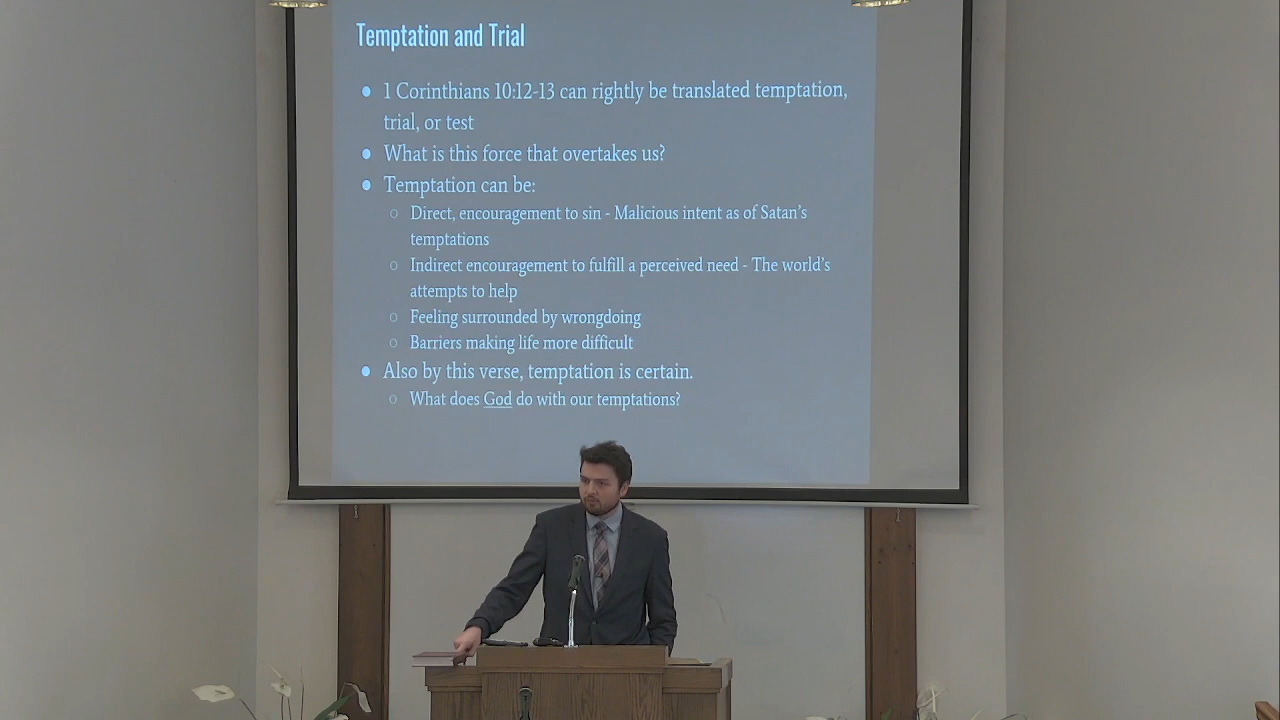 Temptation and Trial
● 1 Corinthians 10:12-13 can rightly be translated temptation,
trial, or test
● What is this force that overtakes us?
● Temptation can be:
○ Direct, encouragement to sin - Malicious intent as of Satan’s
temptations
○ Indirect encouragement to fulfill a perceived need - The world’s
attempts to help
○ Feeling surrounded by wrongdoing
○ Barriers making life more difficult
● Also by this verse, temptation is certain.
○ What does God do with our temptations?